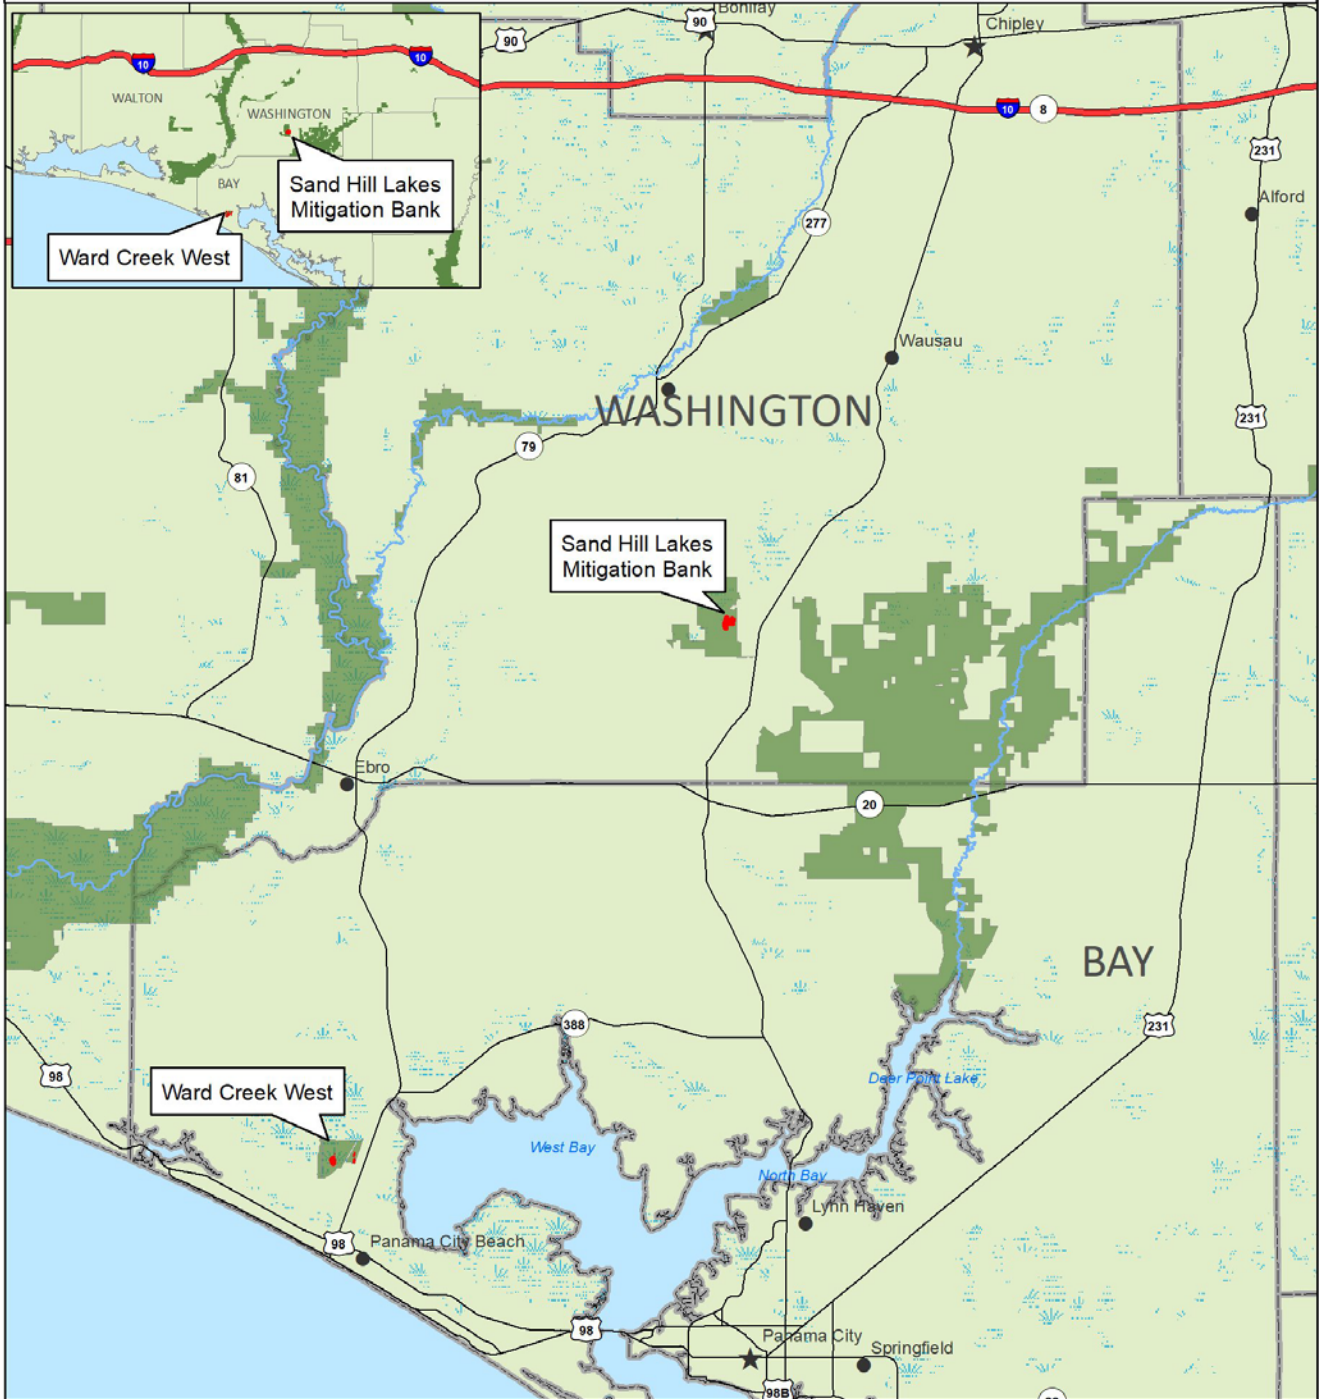 90
Bonifay
Chipley
90
10
10
WALTON
WASHINGTON
10
8
231
Sand Hill Lakes
Mitigation Bank
BAY
Alford
277
Ward Creek West
Wausau
WASHINGTON
231
79
81
Sand Hill Lakes
Mitigation Bank
Ebro
20
BAY
388
231
98
Deer Point Lake
Ward Creek West
West Bay
North Bay
Lynn Haven
98
Panama City Beach
98
Panama City
Springfield
98B